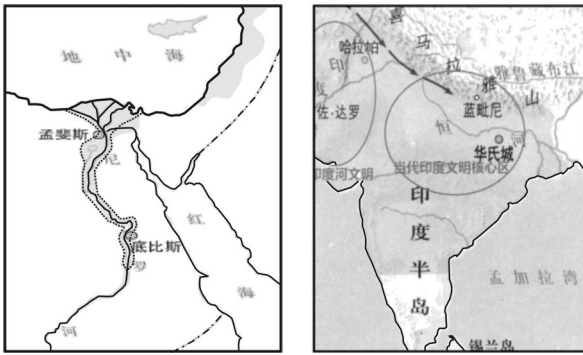 地中海
孟斐斯
尼
红
底比斯
罗
海
河
喜马拉雅山
哈拉帕
印
度
雅鲁藏布江
蓝毗尼
佐·达罗
恒
河
华氏城
当代印度文明核心区
印度河文明
印度半岛
孟加拉湾
锡兰岛